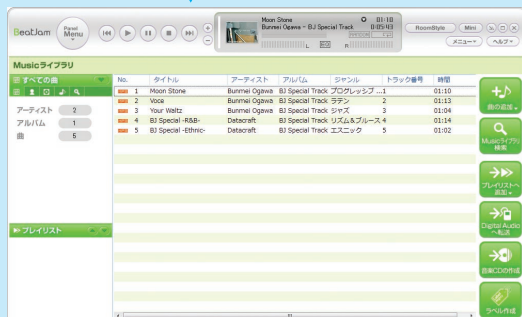 BeatJam
Panel Menu
Moon Stone 01:18
Bunmei Ogawa - BJ Special Track 0:05:43
L EQ R
RoomStyle Mini
メニュー ヘルプ
Musicライブラリ
すべての曲
アーティスト 2
アルバム 1
曲 5
プレイリスト
No. タイトル アーティスト アルバム ジャンル トラック番号 時間
1 Moon Stone Bunmei Ogawa BJ Special Track プログレッシブ ... 1 01:10
2 Voce Bunmei Ogawa BJ Special Track ラテン 2 01:13
3 Your Waltz Bunmei Ogawa BJ Special Track ジャズ 3 01:04
4 BJ Special -R&B- Datacraft BJ Special Track リズム&ブルース 4 01:14
5 BJ Special -Ethnic- Datacraft BJ Special Track エスニック 5 01:02
曲の追加
Musicライブラリ
検索
プレイリストへ
追加
Digital Audio
へ転送
音楽CDの作成
ラベル作成